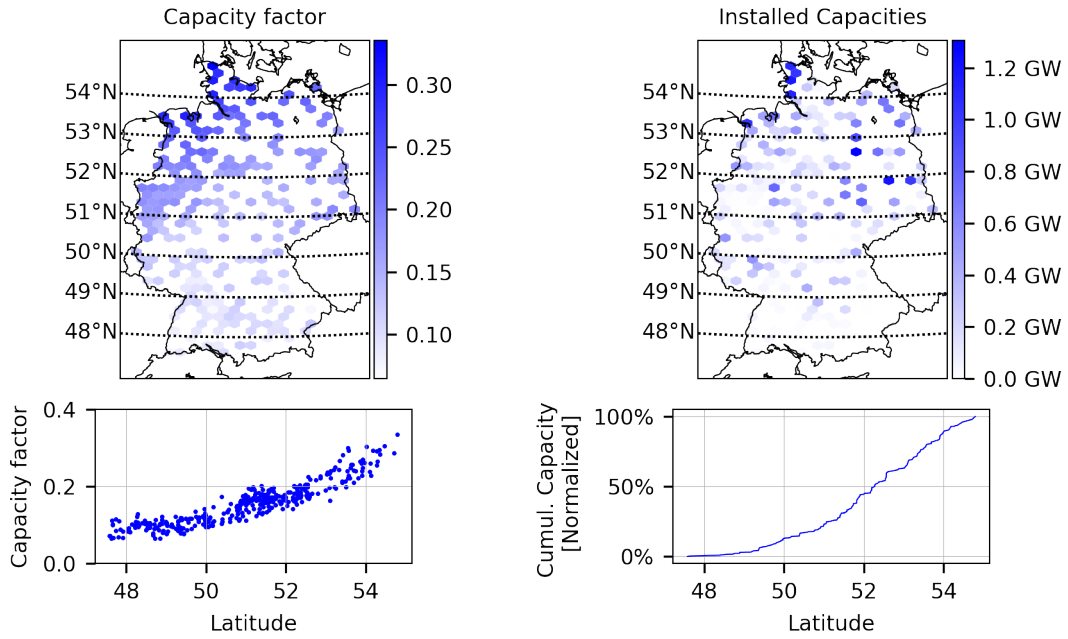 Capacity factor
54°N
53°N
52°N
51°N
50°N
49°N
48°N
0.30
0.25
0.20
0.15
0.10
Installed Capacities
54°N
53°N
52°N
51°N
50°N
49°N
48°N
1.2 GW
1.0 GW
0.8 GW
0.6 GW
0.4 GW
0.2 GW
0.0 GW
Capacity factor
0.4
0.2
0.0
48 50 52 54
Latitude
Cumul. Capacity
[Normalized]
100%
50%
0%
48 50 52 54
Latitude